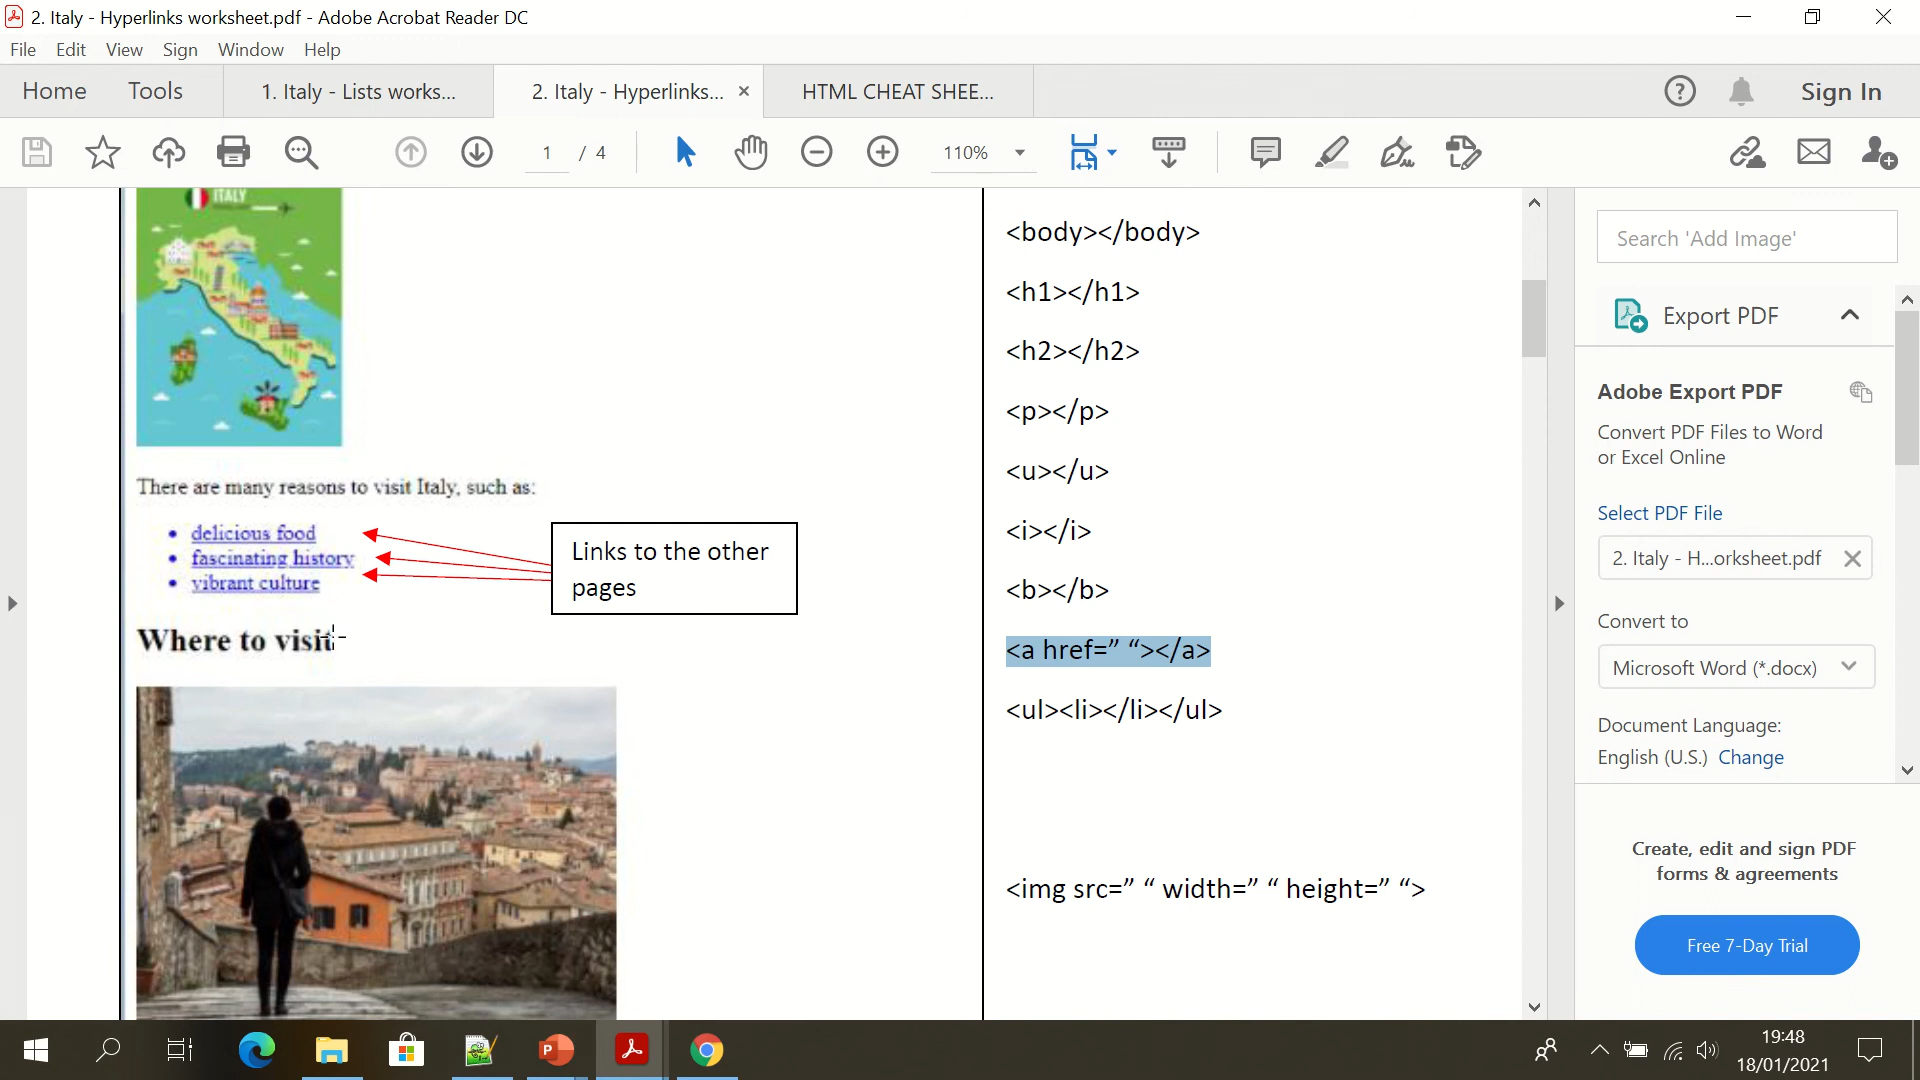 2. Italy - Hyperlinks worksheet.pdf - Adobe Acrobat Reader DC
File Edit View Sign Window Help
Home Tools 1. Italy - Lists works... 2. Italy - Hyperlinks... × HTML CHEAT SHEE... Sign In
1 / 4 110%
ITALY
There are many reasons to visit Italy, such as:
• delicious food
• fascinating history
• vibrant culture
Links to the other
pages
Where to visit
<body></body>
<h1></h1>
<h2></h2>
<p></p>
<u></u>
<i></i>
<b></b>
<a href=” “></a>
<ul><li></li></ul>
<img src=” “ width=” “ height=” “>
Search 'Add Image'
Export PDF
Adobe Export PDF
Convert PDF Files to Word
or Excel Online
Select PDF File
2. Italy - H...orksheet.pdf
Convert to
Microsoft Word (*.docx)
Document Language:
English (U.S.) Change
Create, edit and sign PDF
forms & agreements
Free 7-Day Trial
19:48
18/01/2021